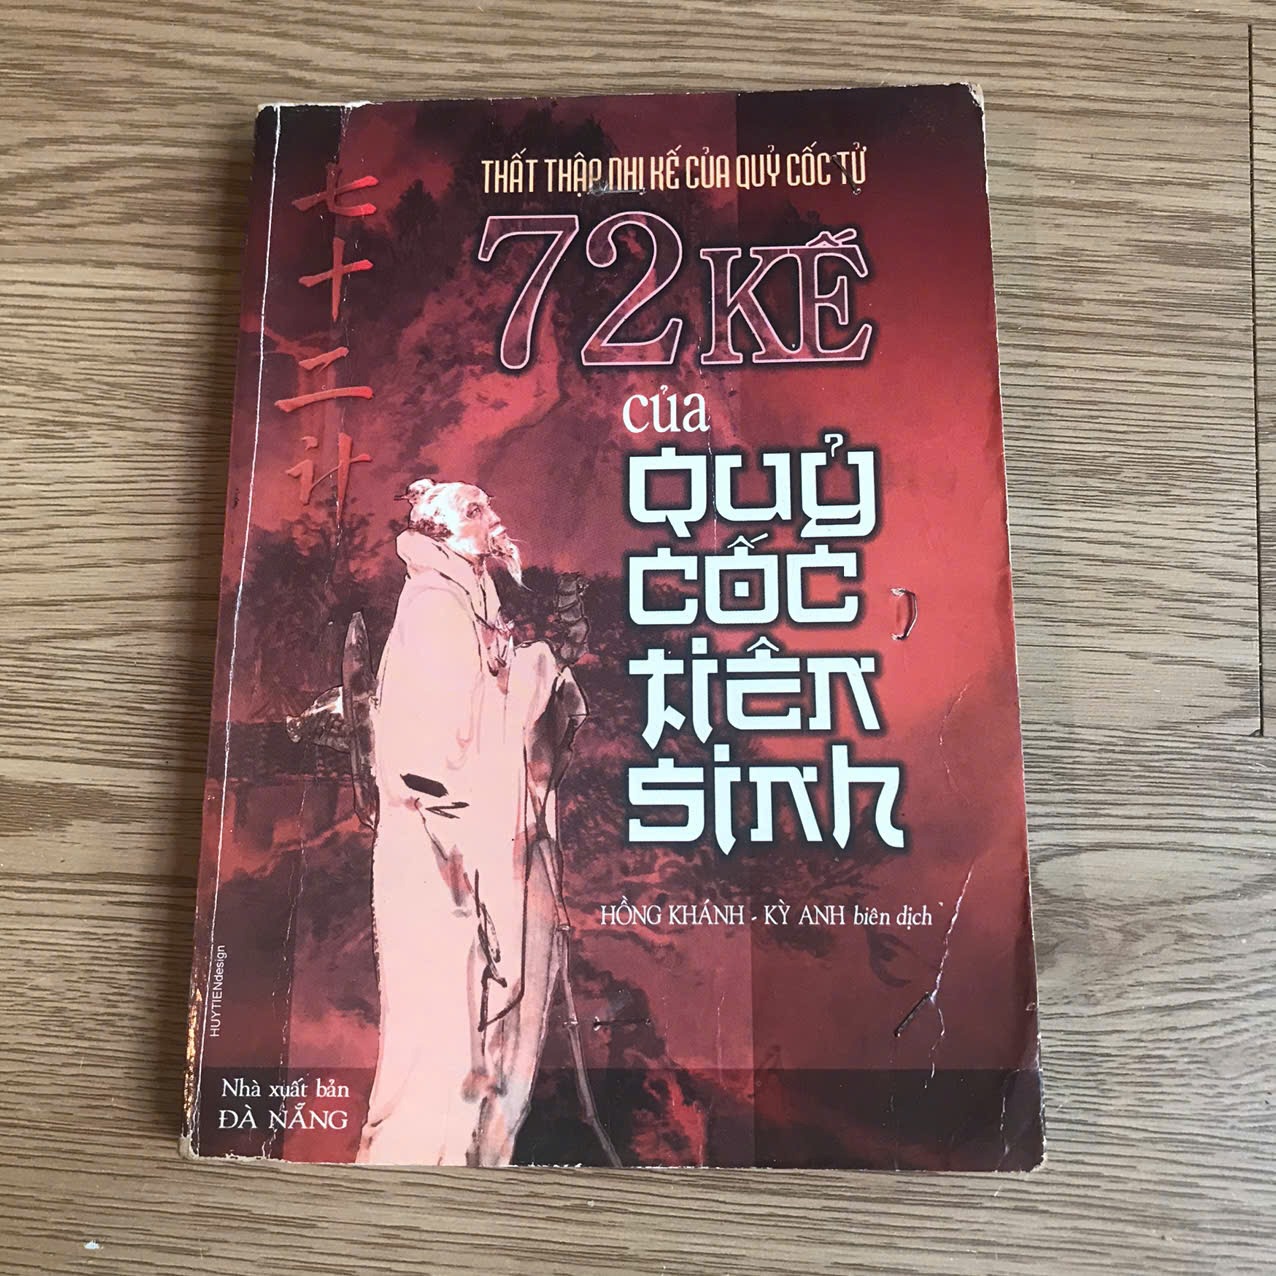 THẤT THẬP NHỊ KẾ CỦA QUỶ CỐC TỬ
七十二计
72 KẾ
của
QUỶ
CỐC
TIÊN
SINH
HỒNG KHÁNH - KỲ ANH biên dịch
HUYTIENdesign
Nhà xuất bản
ĐÀ NẴNG